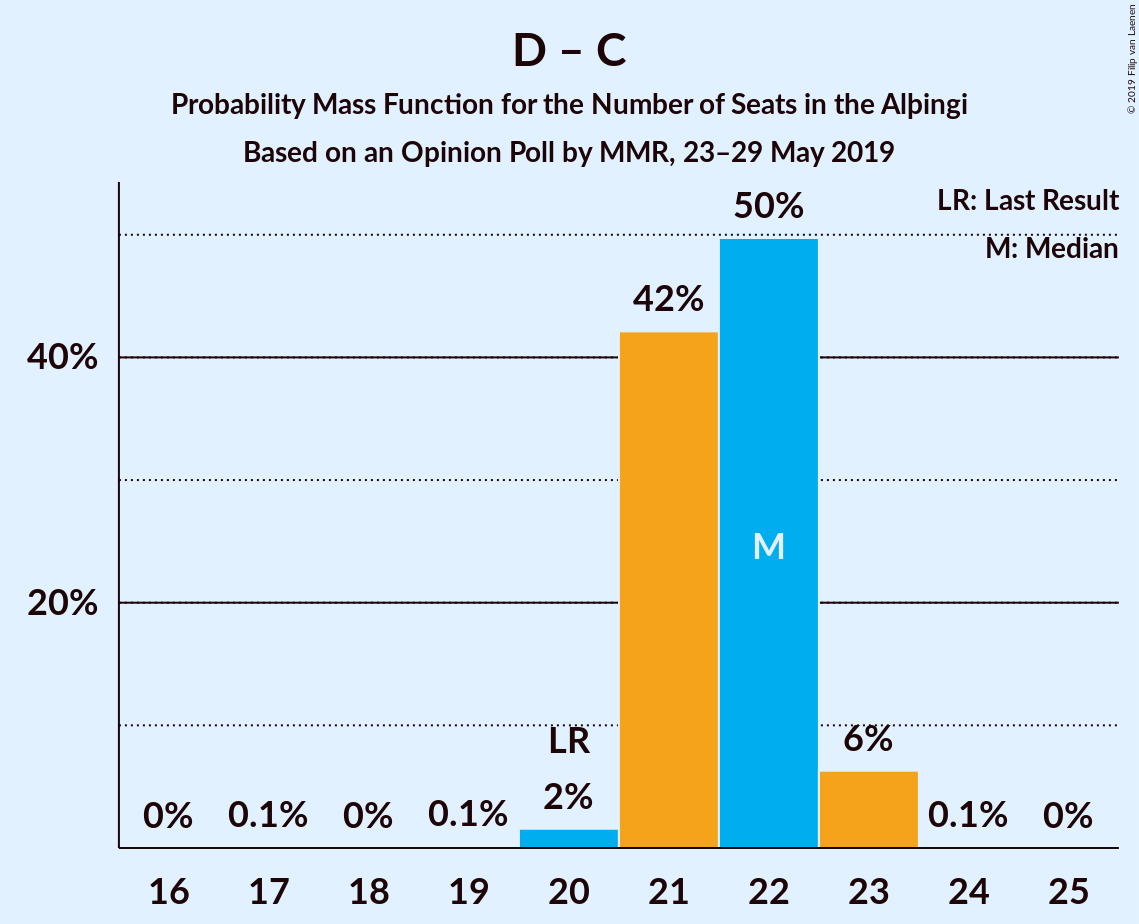 D – C
Probability Mass Function for the Number of Seats in the Alþingi
Based on an Opinion Poll by MMR, 23–29 May 2019
© 2019 Filip van Laenen
LR: Last Result
M: Median
50%
42%
40%
M
20%
LR
6%
2%
0%
0.1%
0%
0.1%
0.1%
0%
16 17 18 19 20 21 22 23 24 25